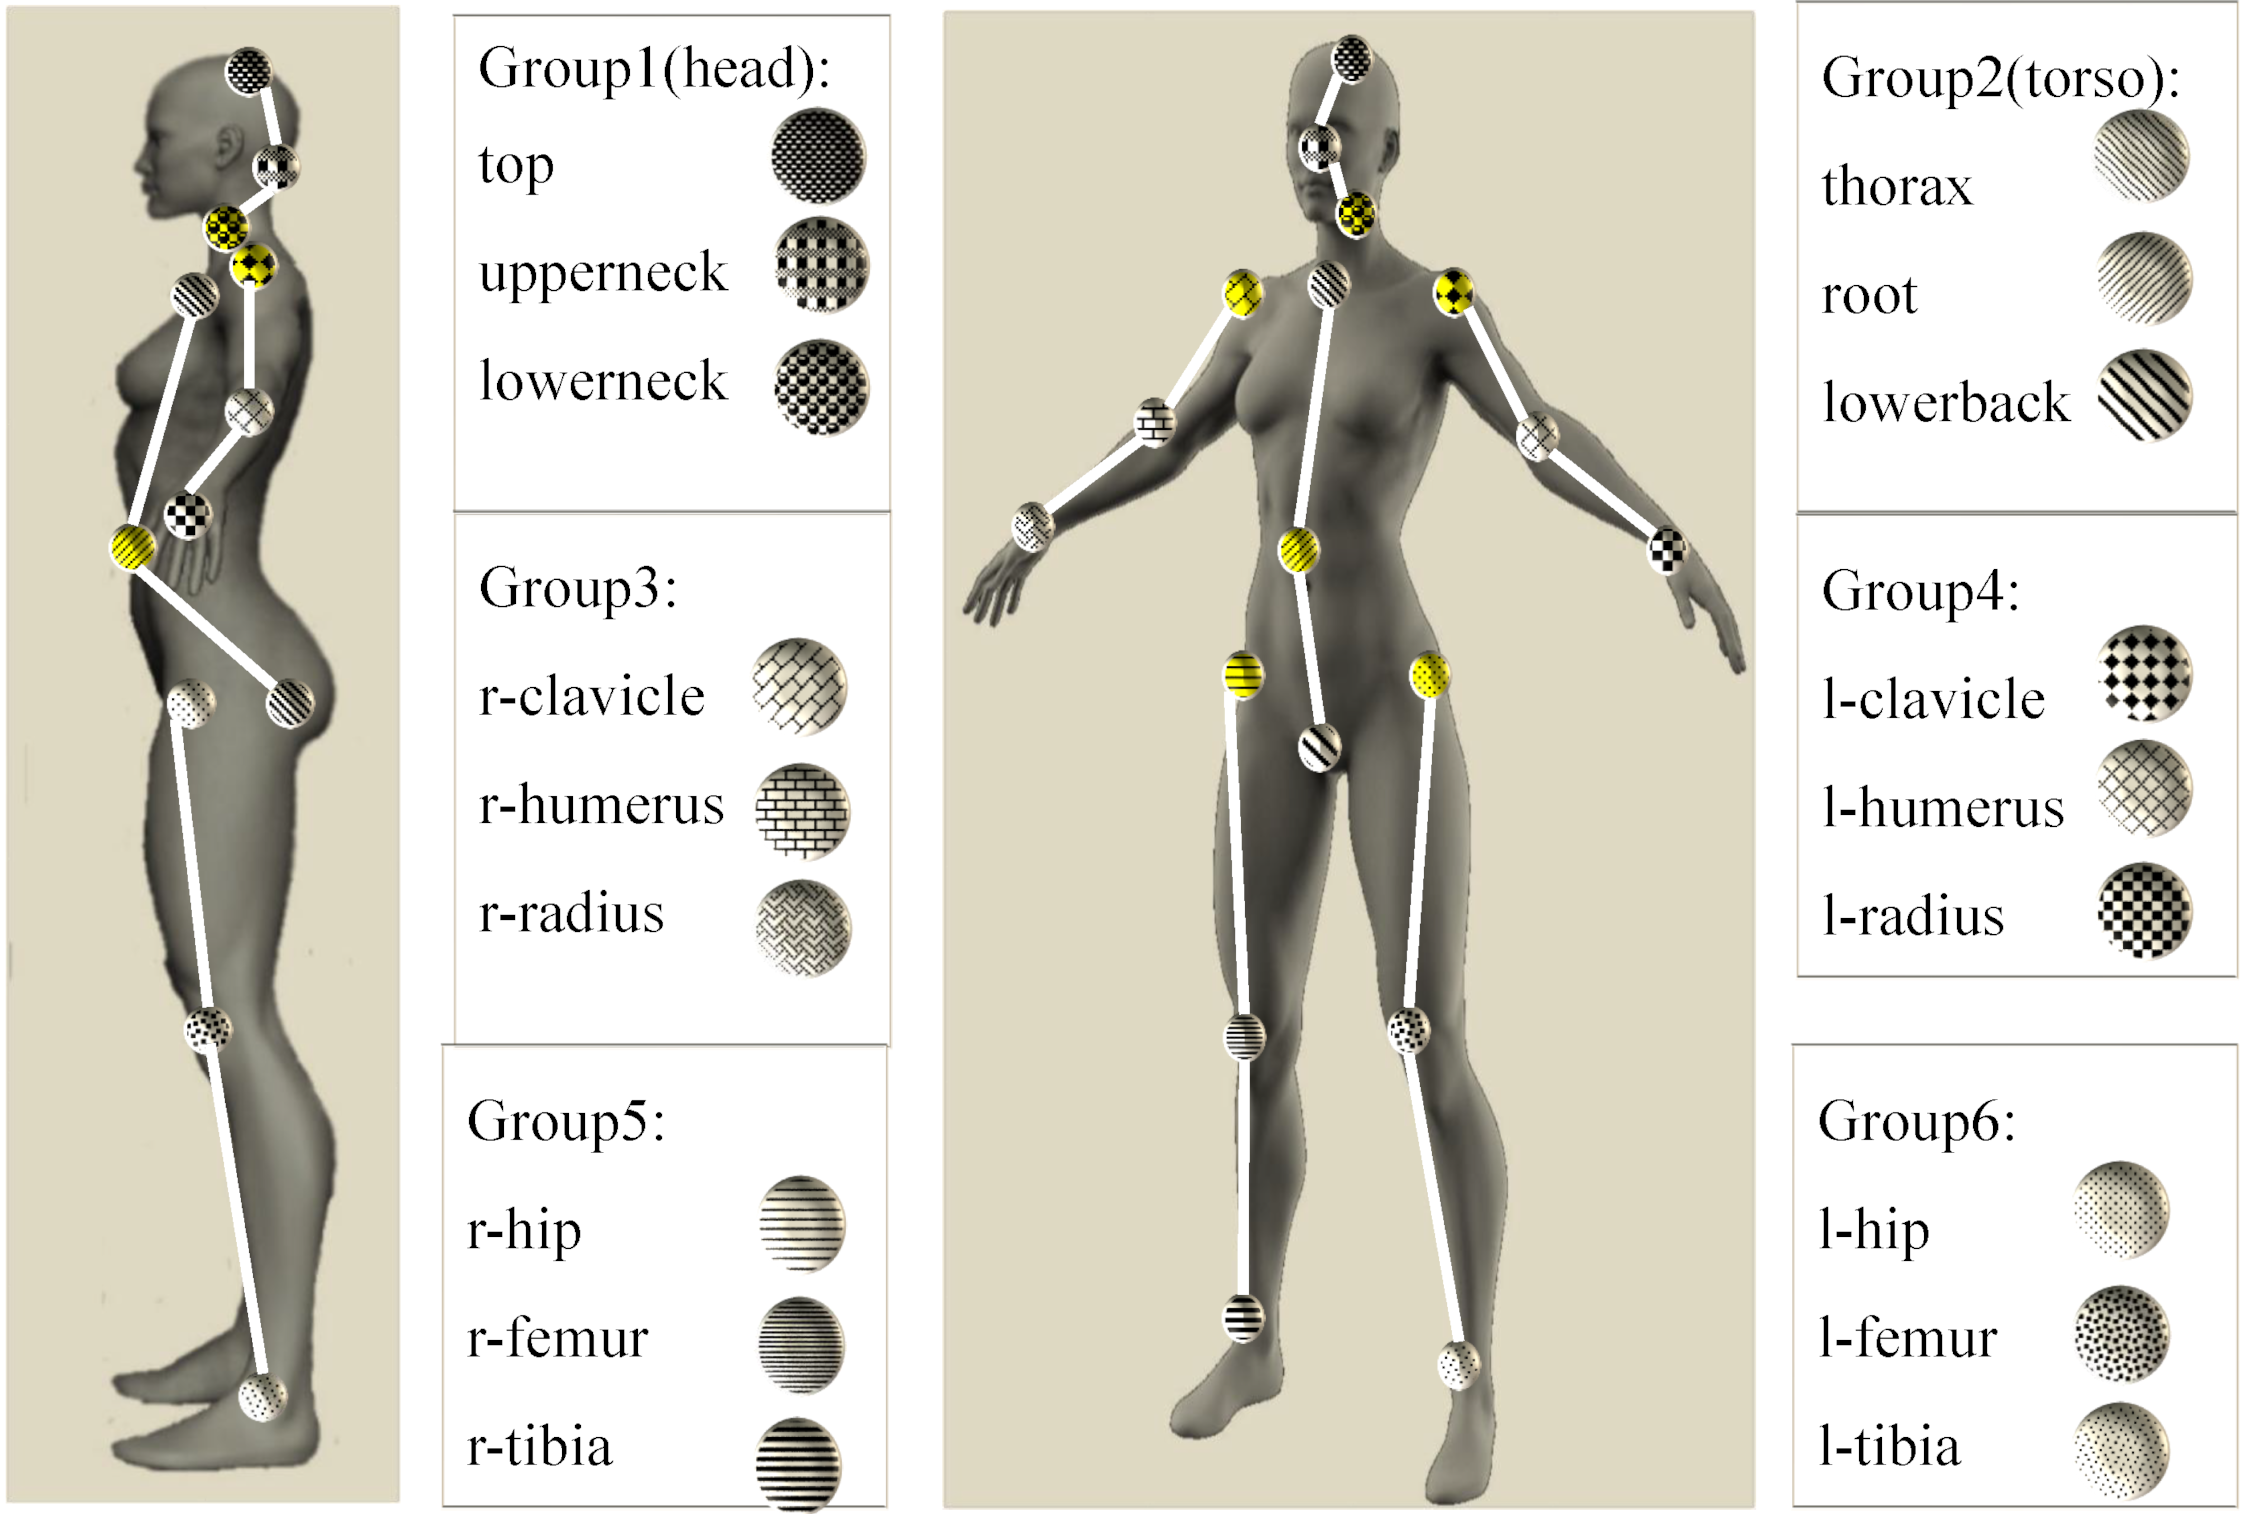 Group1(head):
top
upperneck
lowerneck
Group2(torso):
thorax
root
lowerback
Group3:
r-clavicle
r-humerus
r-radius
Group4:
l-clavicle
l-humerus
l-radius
Group5:
r-hip
r-femur
r-tibia
Group6:
l-hip
l-femur
l-tibia